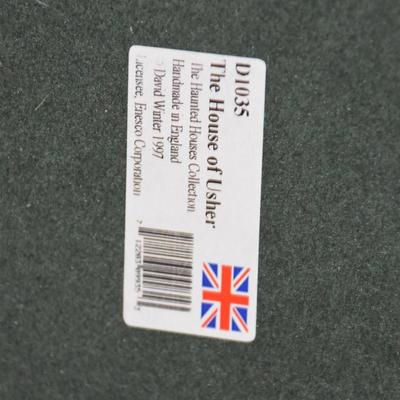 D1035
The House of Usher
The Haunted Houses Collection
Handmade in England
© David Winter 1997
Licensee, Enesco Corporation